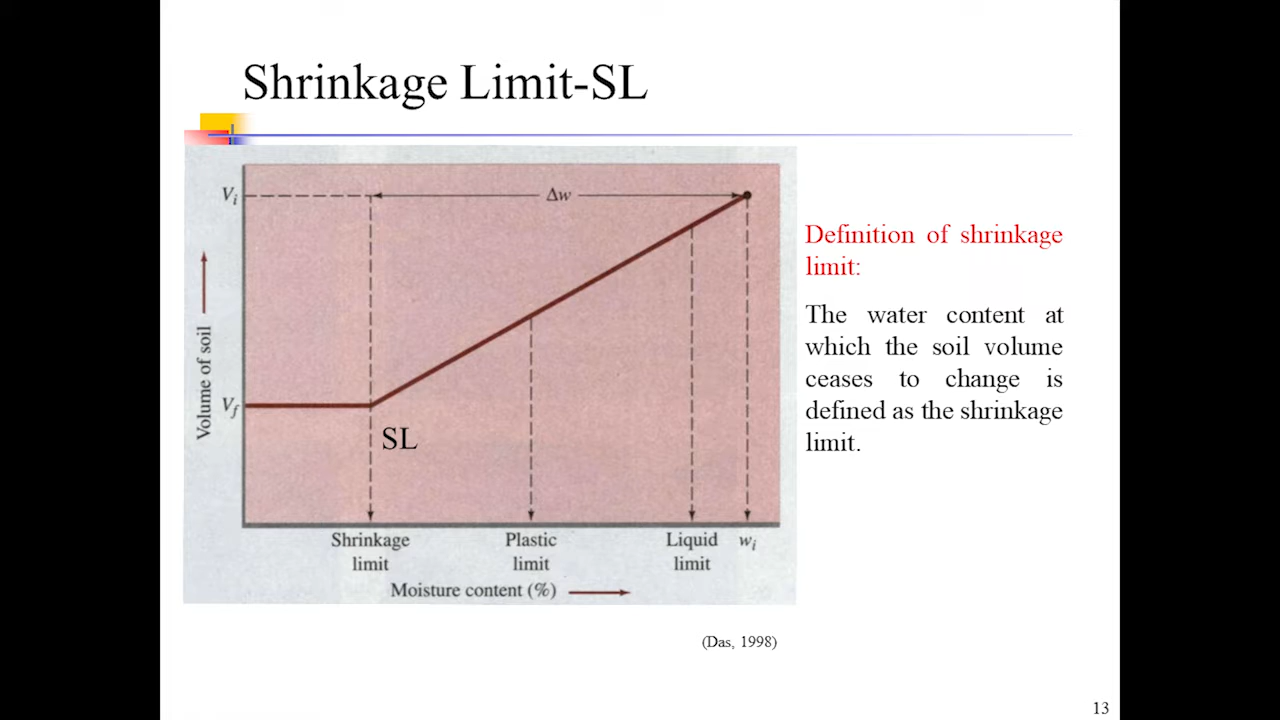 Shrinkage Limit-SL
Vi
Δw
Volume of soil
Vf
SL
Shrinkage limit
Plastic limit
Liquid limit
wi
Moisture content (%)
Definition of shrinkage
limit:
The water content at
which the soil volume
ceases to change is
defined as the shrinkage
limit.
(Das, 1998)
13